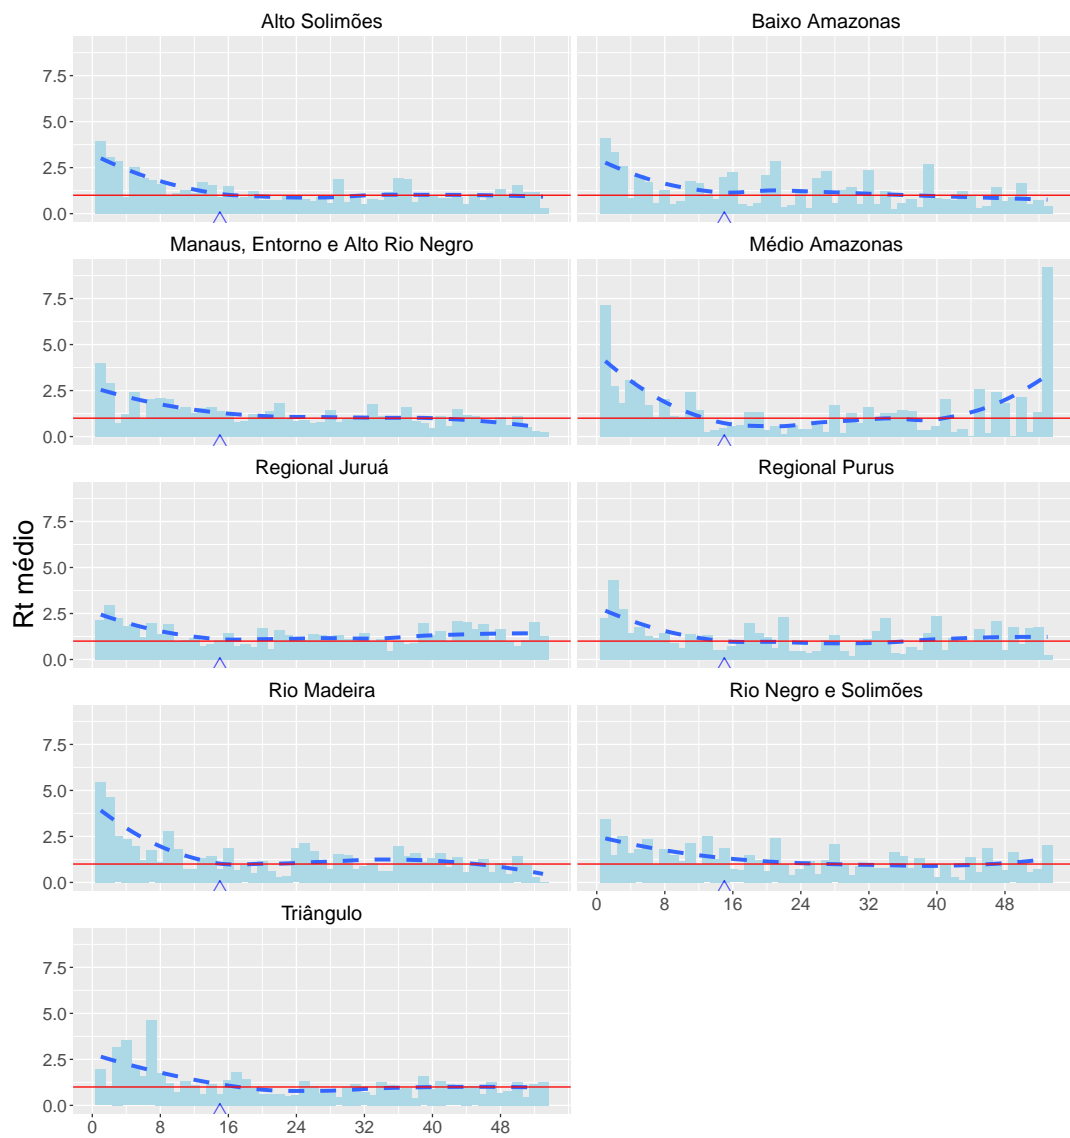 Alto Solimões
Baixo Amazonas
7.5
5.0
2.5
0.0
Manaus, Entorno e Alto Rio Negro
Médio Amazonas
7.5
5.0
2.5
0.0
Regional Juruá
Regional Purus
Rt médio
7.5
5.0
2.5
0.0
Rio Madeira
Rio Negro e Solimões
7.5
5.0
2.5
0.0
0 8 16 24 32 40 48
Triângulo
7.5
5.0
2.5
0.0
0 8 16 24 32 40 48